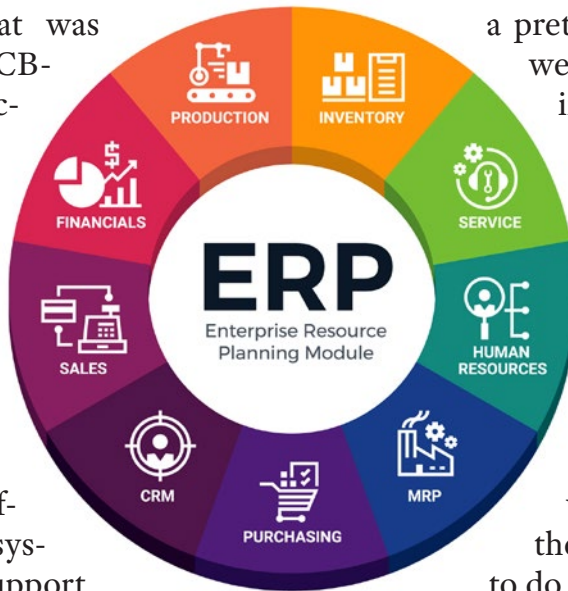 at was
CB-
c-
a pret
we
i
PRODUCTION
INVENTORY
SERVICE
HUMAN
RESOURCES
MRP
PURCHASING
CRM
SALES
FINANCIALS
ERP
Enterprise Resource
Planning Module
f-
sys-
upport
the
to do